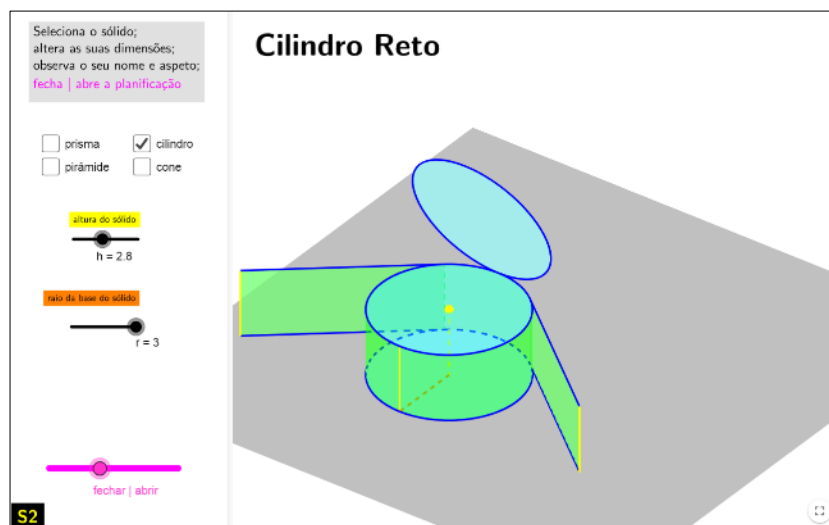 Seleciona o sólido;
altera as suas dimensões;
observa o seu nome e aspeto;
fecha | abre a planificação
Cilindro Reto
prisma
cilindro
pirâmide
cone
altura do sólido
h = 2.8
raio da base do sólido
r = 3
fechar | abrir
S2